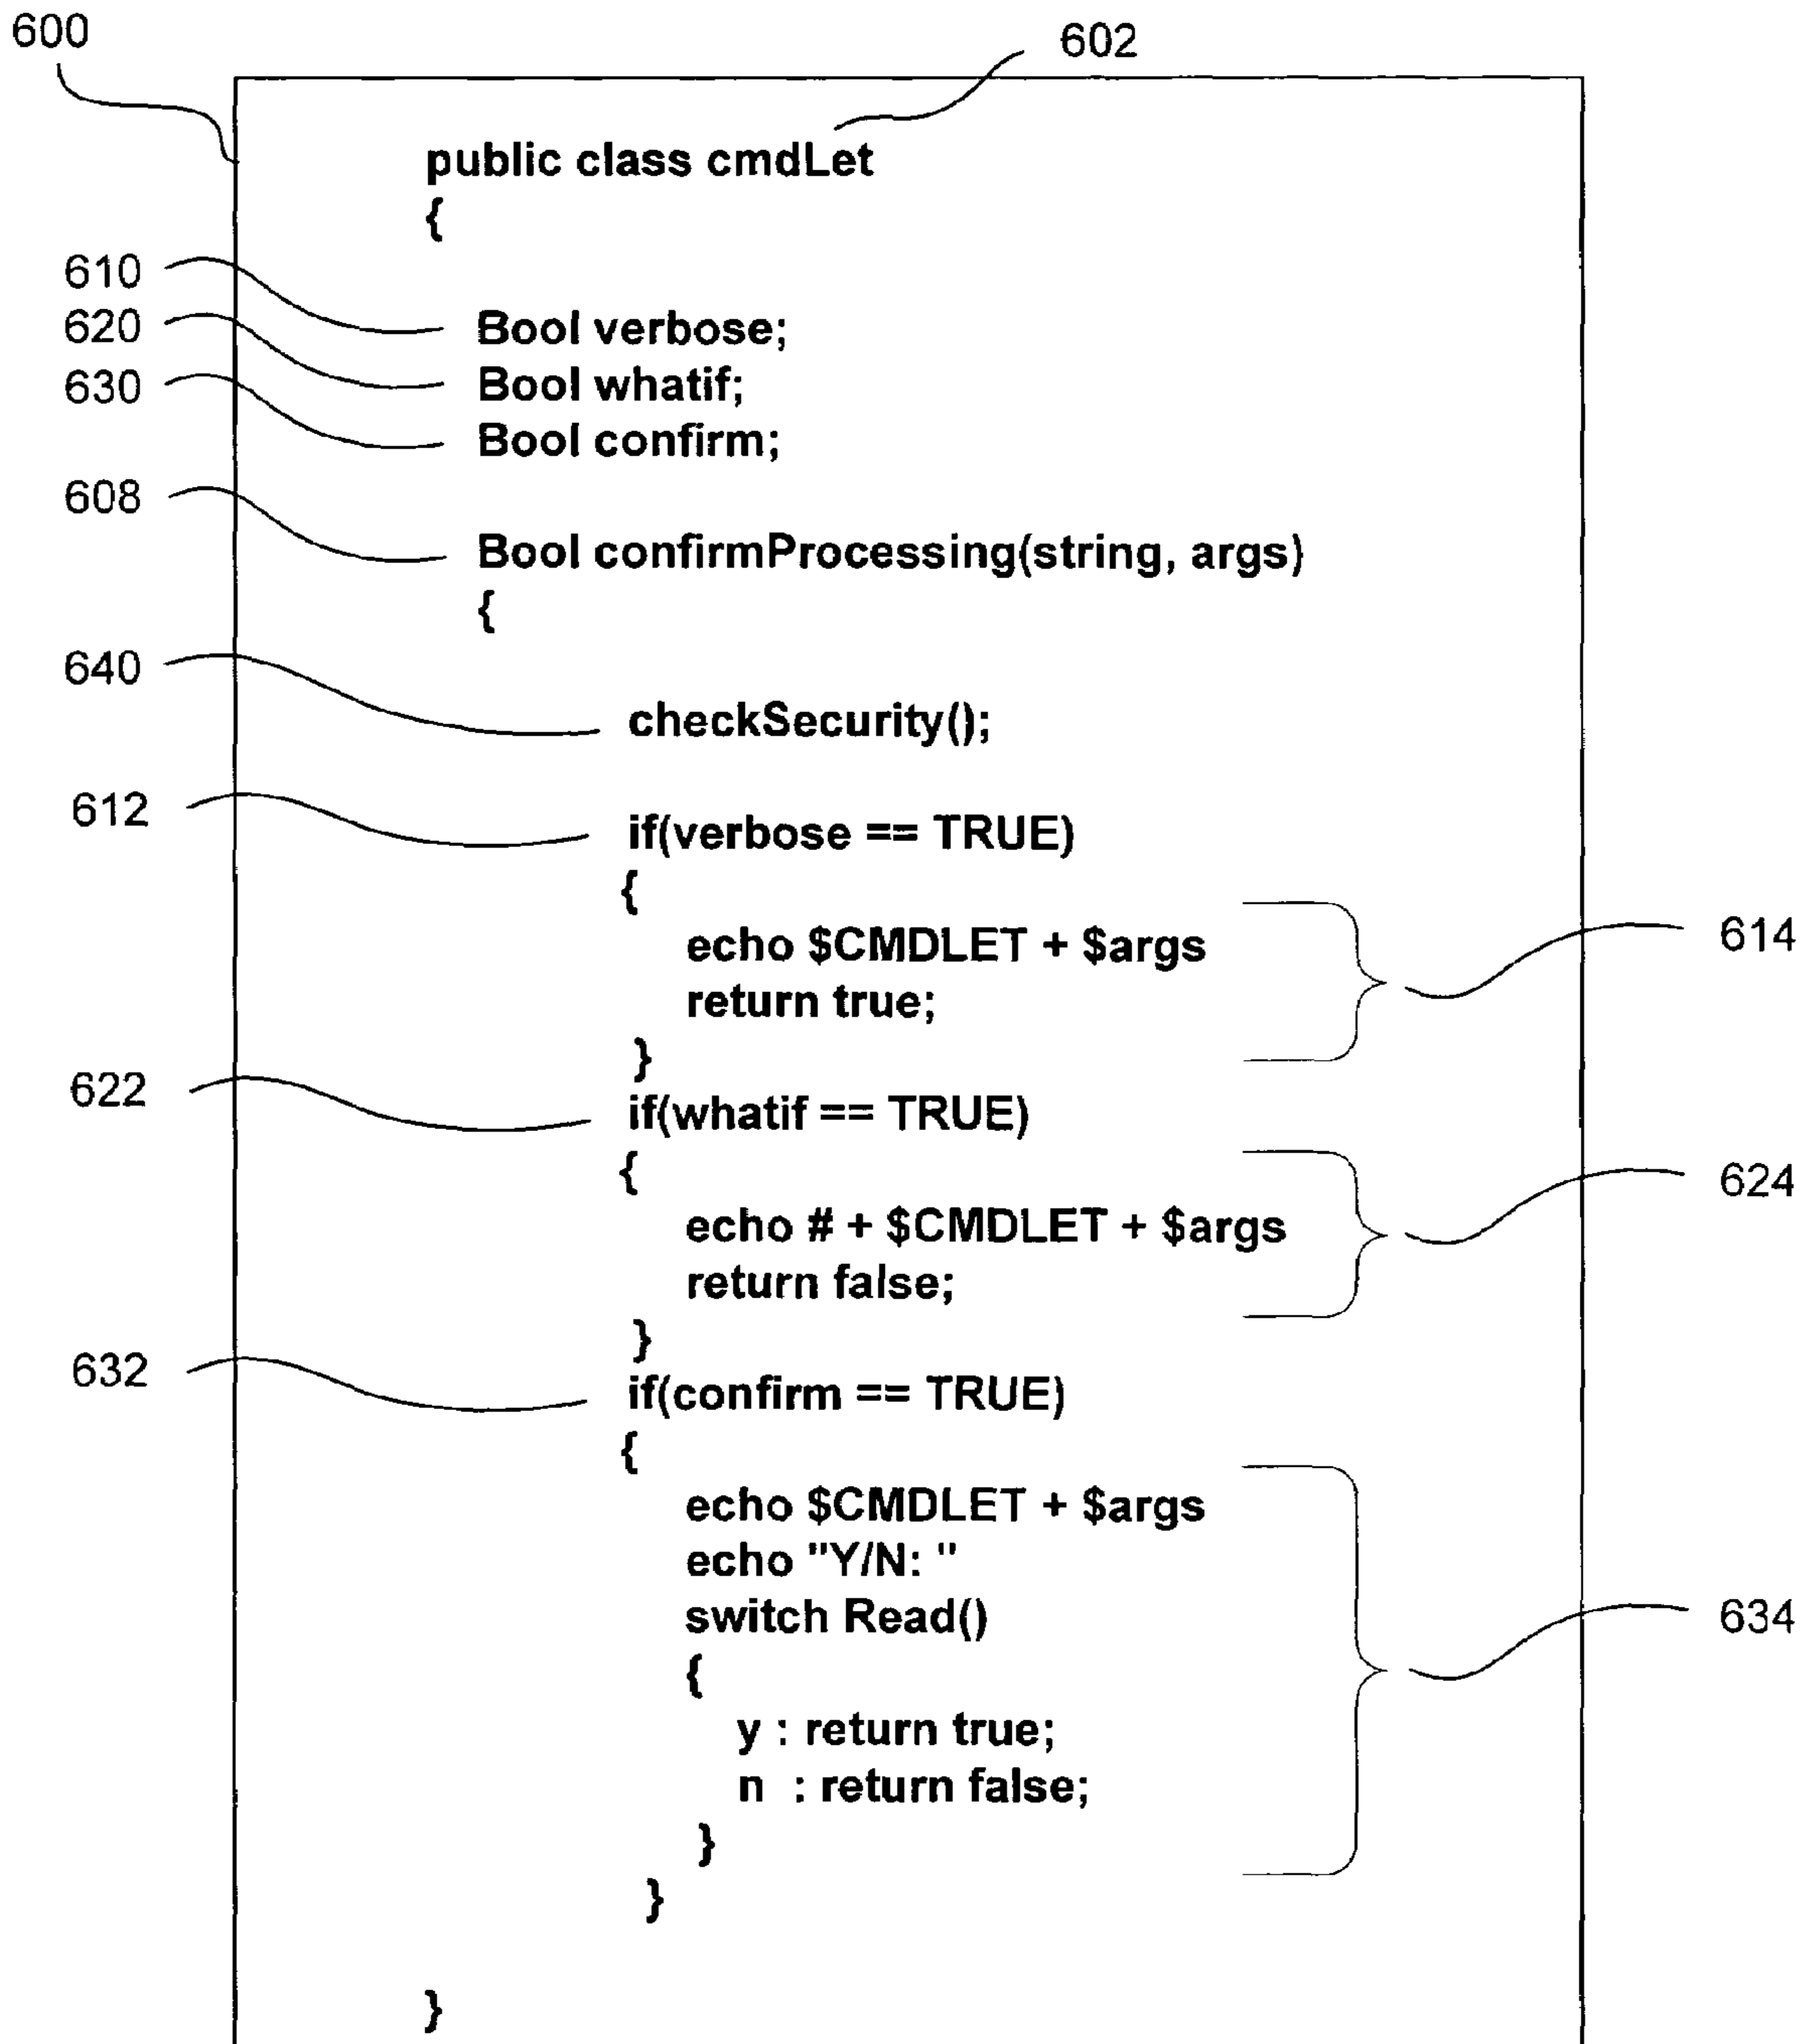 600
602
public class cmdLet
{
610
Bool verbose;
620
Bool whatif;
630
Bool confirm;
608
Bool confirmProcessing(string, args)
{
640
checkSecurity();
612
if(verbose == TRUE)
{
echo $CMDLET + $args
614
return true;
}
622
if(whatif == TRUE)
{
624
echo # + $CMDLET + $args
return false;
}
632
if(confirm == TRUE)
{
echo $CMDLET + $args
echo "Y/N: "
switch Read()
634
{
y : return true;
n : return false;
}
}
}